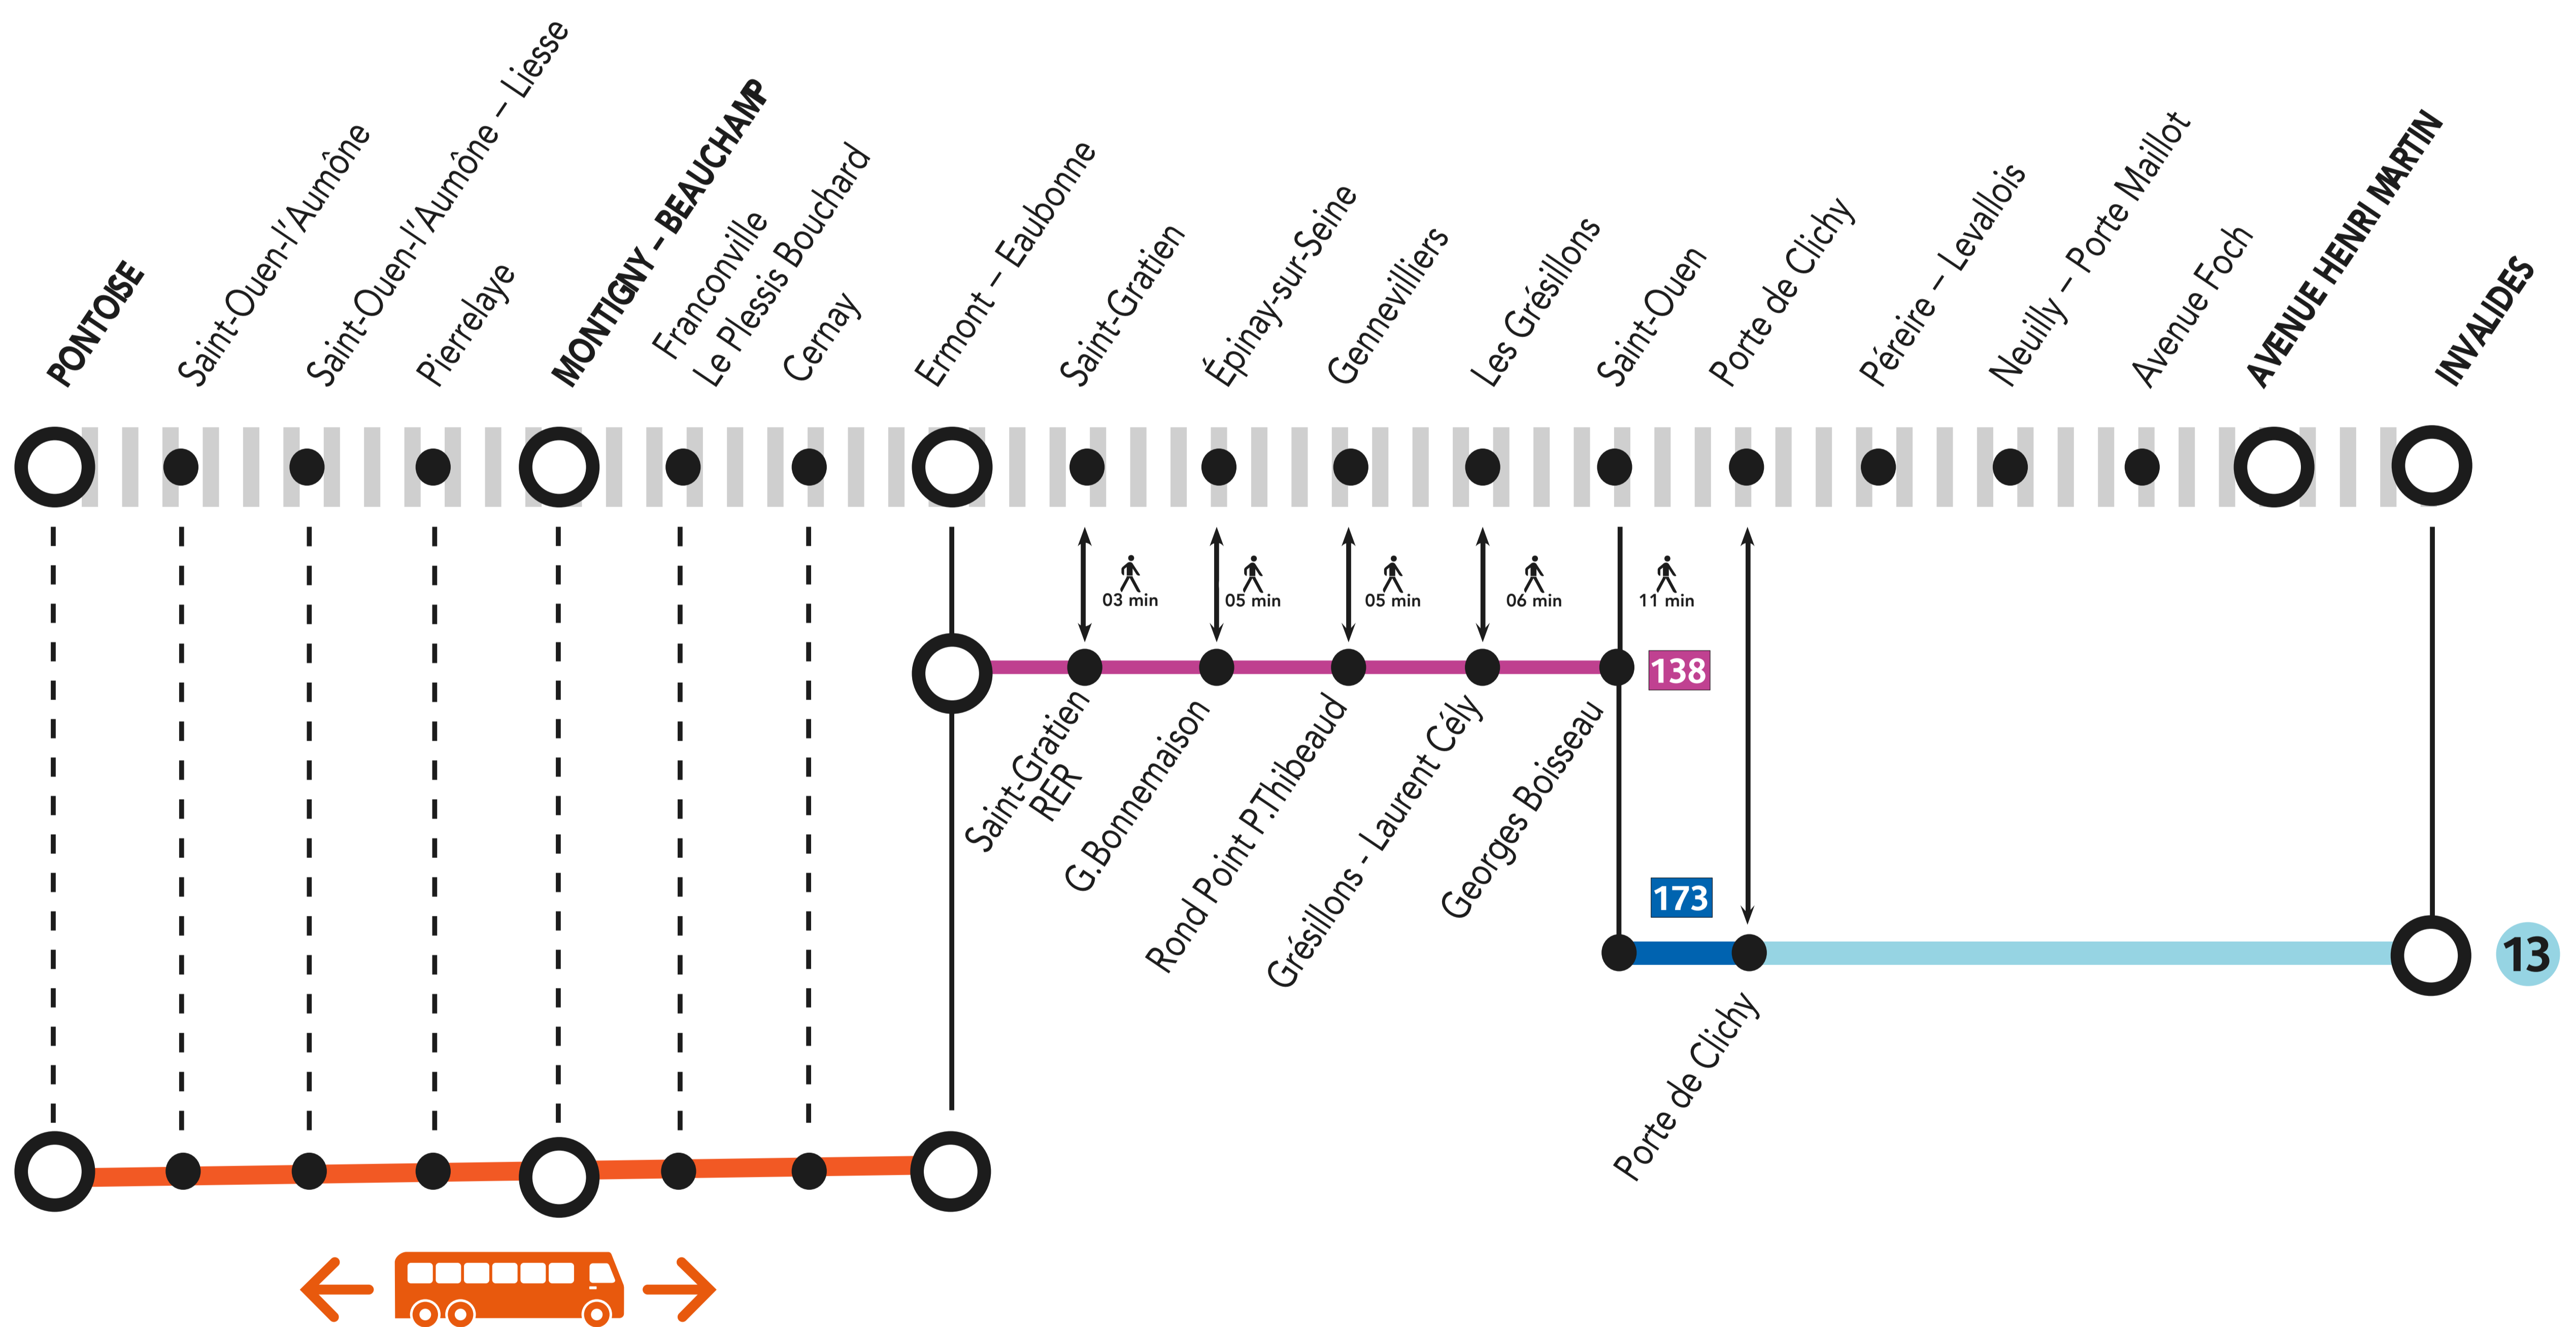 PONTOISE
Saint-Ouen-l'Aumône
Saint-Ouen-l'Aumône – Liesse
Pierrelaye
MONTIGNY – BEAUCHAMP
Franconville
Le Plessis Bouchard
Cernay
Ermont – Eaubonne
Saint-Gratien
Épinay-sur-Seine
Gennevilliers
Les Grésillons
Saint-Ouen
Porte de Clichy
Péreire – Levallois
Neuilly – Porte Maillot
Avenue Foch
AVENUE HENRI MARTIN
INVALIDES
03 min
05 min
05 min
06 min
11 min
138
Saint-Gratien
RER
G.Bonnemaison
Rond Point P.Thibeaud
Grésillons - Laurent Cély
Georges Boisseau
173
13
Porte de Clichy